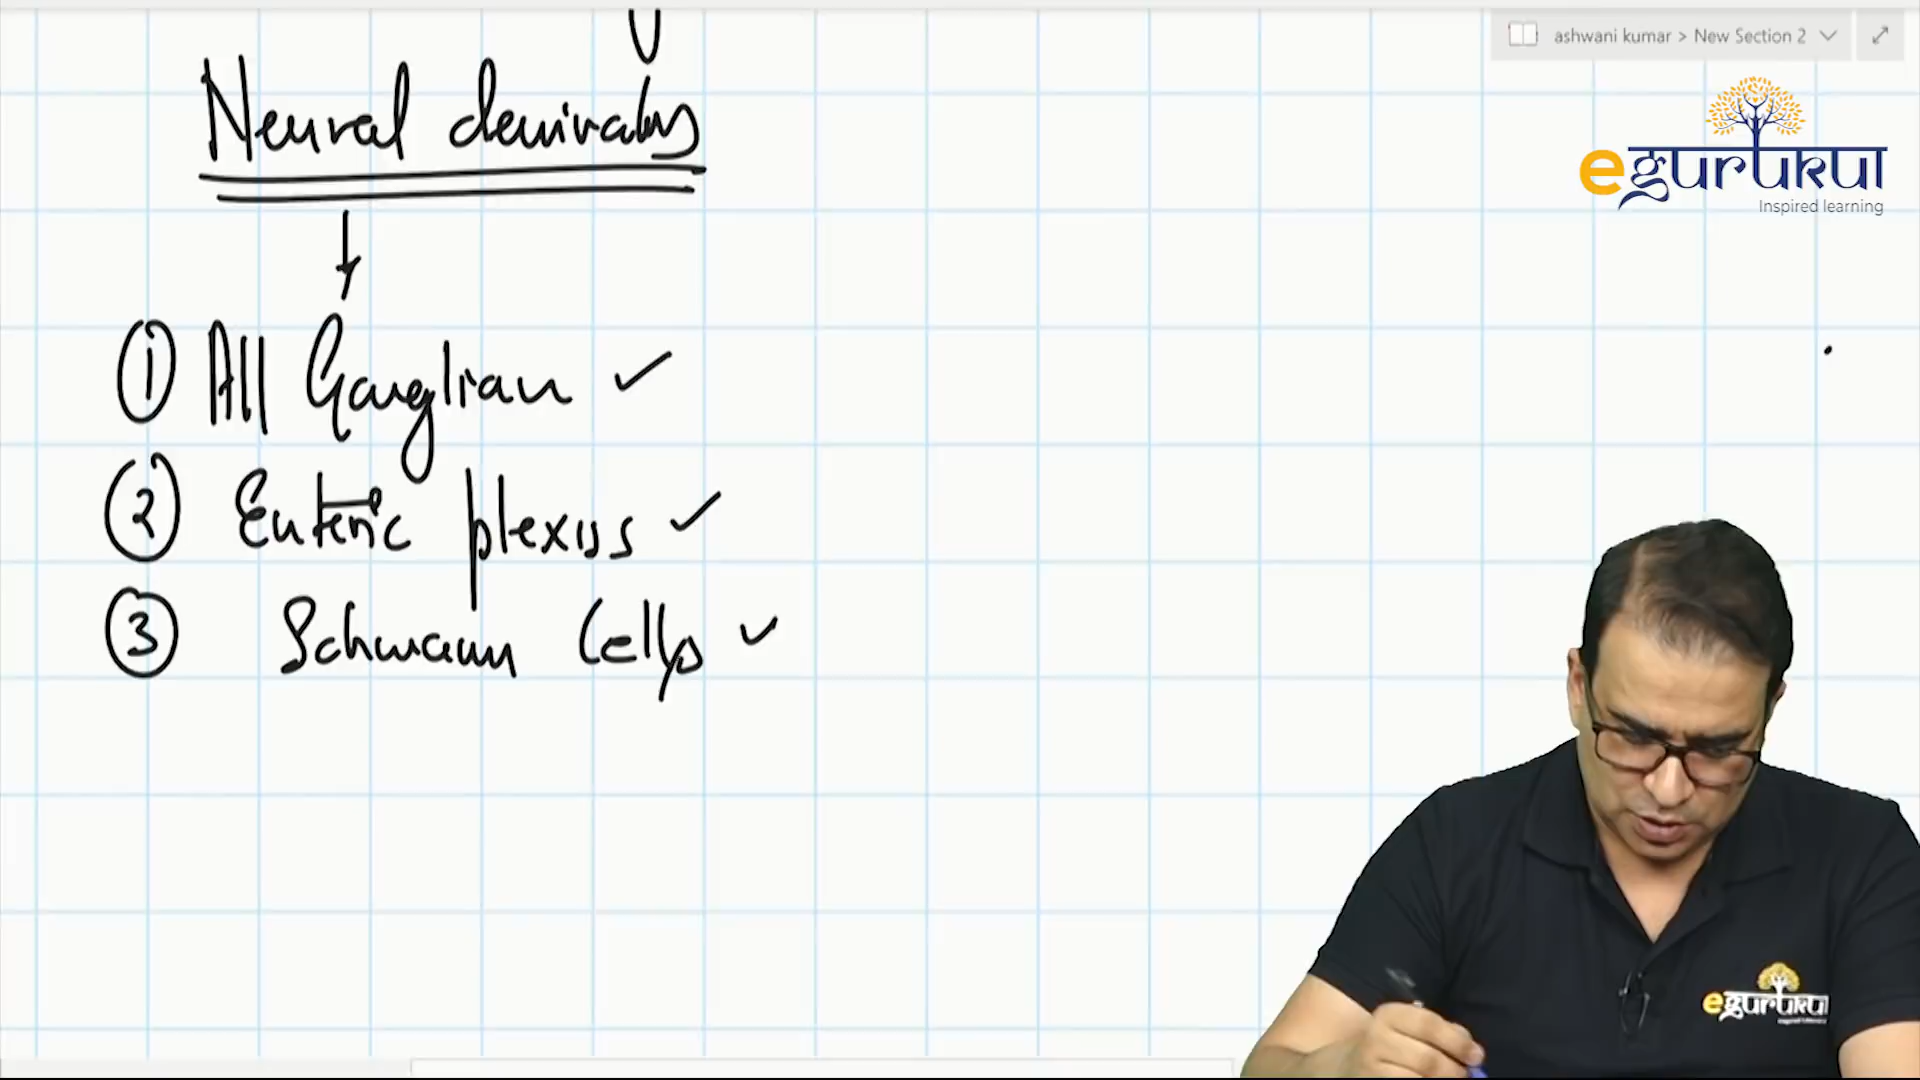 ashwani kumar > New Section 2
Neural derivatives
egurukul
Inspired learning
① All Ganglian ✓
② Enteric plexus ✓
③ Schwann Cells ✓
egurukul